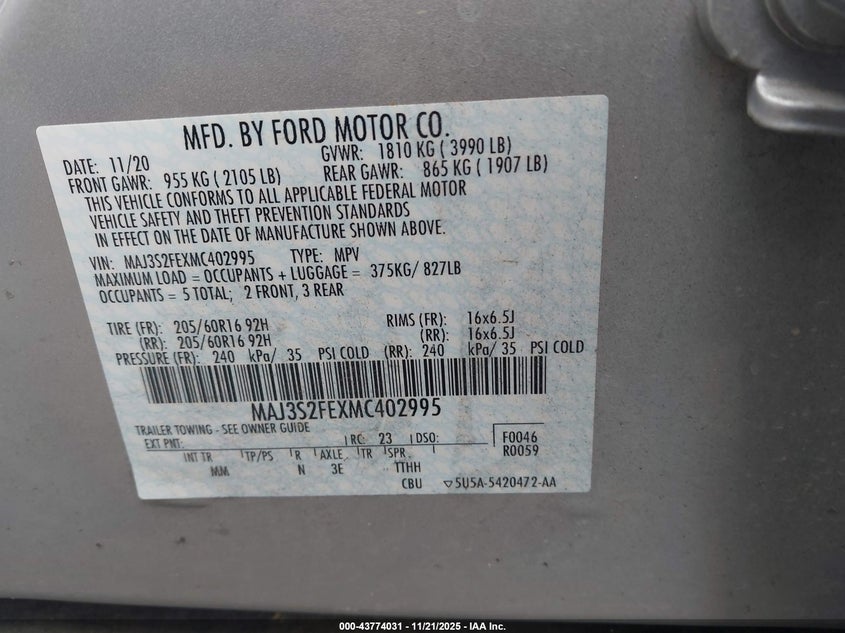 MFD. BY FORD MOTOR CO.
DATE: 11/20 GVWR: 1810 KG ( 3990 LB)
FRONT GAWR: 955 KG ( 2105 LB) REAR GAWR: 865 KG ( 1907 LB)
THIS VEHICLE CONFORMS TO ALL APPLICABLE FEDERAL MOTOR
VEHICLE SAFETY AND THEFT PREVENTION STANDARDS
IN EFFECT ON THE DATE OF MANUFACTURE SHOWN ABOVE.
VIN: MAJ3S2FEXMC402995 TYPE: MPV
MAXIMUM LOAD = OCCUPANTS + LUGGAGE = 375KG/ 827LB
OCCUPANTS = 5 TOTAL; 2 FRONT, 3 REAR
TIRE (FR): 205/60R16 92H RIMS (FR): 16x6.5J
(RR): 205/60R16 92H (RR): 16x6.5J
PRESSURE (FR): 240 kPa/ 35 PSI COLD (RR): 240 kPa/ 35 PSI COLD
MAJ3S2FEXMC402995
TRAILER TOWING - SEE OWNER GUIDE
EXT PNT: RC: 23 DSO: F0046
R0059
INT TR TP/PS R AXLE TR SPR
MM N 3E TTHH
CBU ▽5U5A-5420472-AA
000-43774031 - 11/21/2025 - IAA Inc.